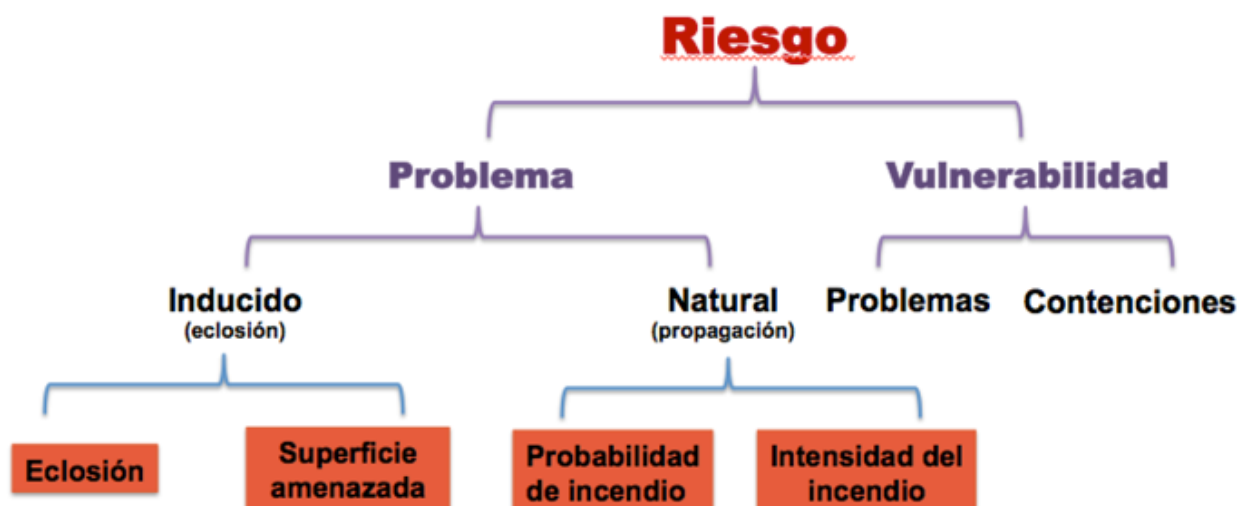 Riesgo
Problema
Vulnerabilidad
Inducido
(eclosión)
Natural
(propagación)
Problemas
Contenciones
Eclosión
Superficie
amenazada
Probabilidad
de incendio
Intensidad del
incendio